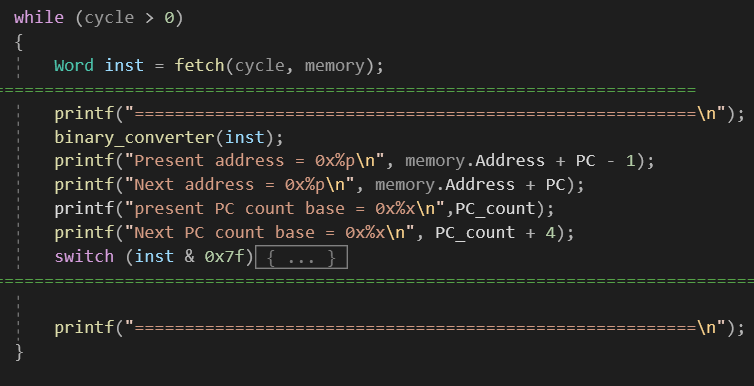 while (cycle > 0)
{
Word inst = fetch(cycle, memory);
======================================================================
printf("========================================================\n");
binary_converter(inst);
printf("Present address = 0x%p\n", memory.Address + PC - 1);
printf("Next address = 0x%p\n", memory.Address + PC);
printf("present PC count base = 0x%x\n",PC_count);
printf("Next PC count base = 0x%x\n", PC_count + 4);
switch (inst & 0x7f){ ... }
============================================================================
printf("========================================================\n");
}